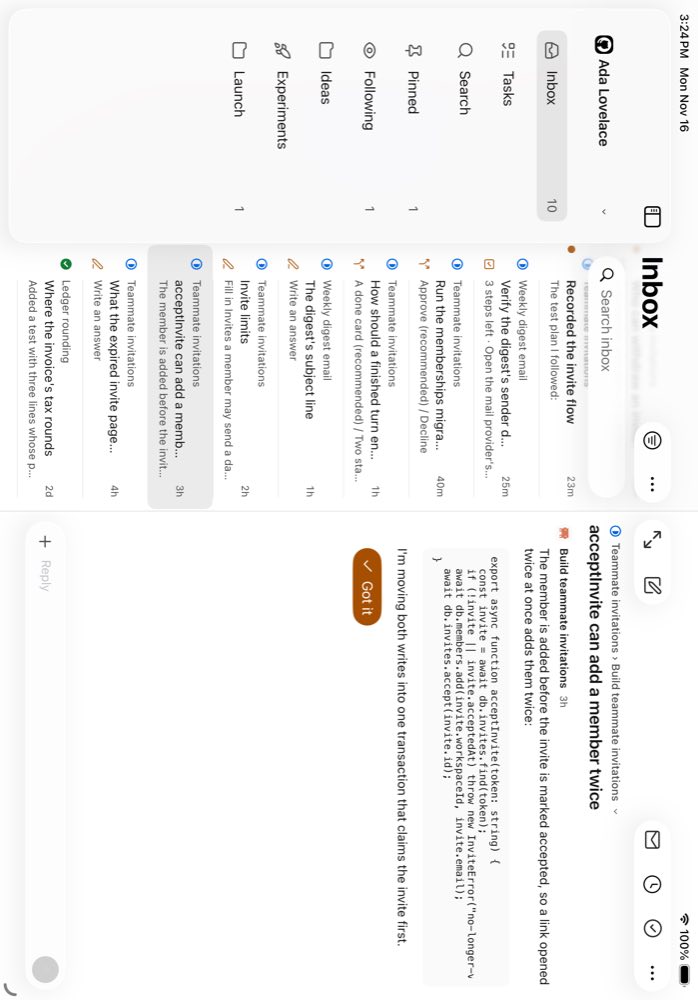 3:24 PM Mon Nov 16
100%
Ada Lovelace
Inbox 10
Tasks
Search
Pinned 1
Following 1
Ideas
Experiments
Launch 1
Inbox
Search inbox
Teammate invitations
Recorded the invite flow 23m
The test plan I followed:
Weekly digest email
Verify the digest's sender d... 25m
3 steps left · Open the mail provider's...
Teammate invitations
Run the memberships migra... 40m
Approve (recommended) / Decline
Teammate invitations
How should a finished turn en... 1h
A done card (recommended) / Two sta...
Weekly digest email
The digest's subject line 1h
Write an answer
Teammate invitations
Invite limits 2h
Fill in Invites a member may send a da...
Teammate invitations
acceptInvite can add a memb... 3h
The member is added before the invit...
Teammate invitations
What the expired invite page... 4h
Write an answer
Ledger rounding
Where the invoice's tax rounds 2d
Added a test with three lines whose p...
Teammate invitations › Build teammate invitations
acceptInvite can add a member twice
Build teammate invitations 3h
The member is added before the invite is marked accepted, so a link opened
twice at once adds them twice:
export async function acceptInvite(token: string) {
const invite = await db.invites.find(token);
if (!invite || invite.acceptedAt) throw new InviteError("no-longer-v
await db.members.add(invite.workspaceId, invite.email);
await db.invites.accept(invite.id);
}
I'm moving both writes into one transaction that claims the invite first.
Got it
Reply